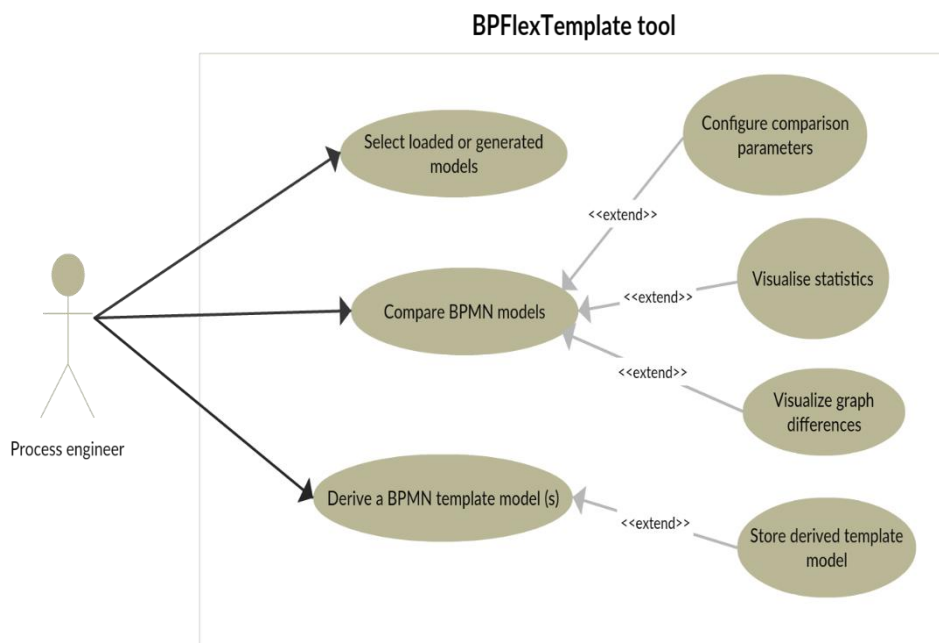 BPFlexTemplate tool
Configure comparison
parameters
Select loaded or generated
models
<<extend>>
Visualise statistics
<<extend>>
Compare BPMN models
<<extend>>
Visualize graph
differences
Process engineer
Derive a BPMN template model (s)
<<extend>>
Store derived template
model